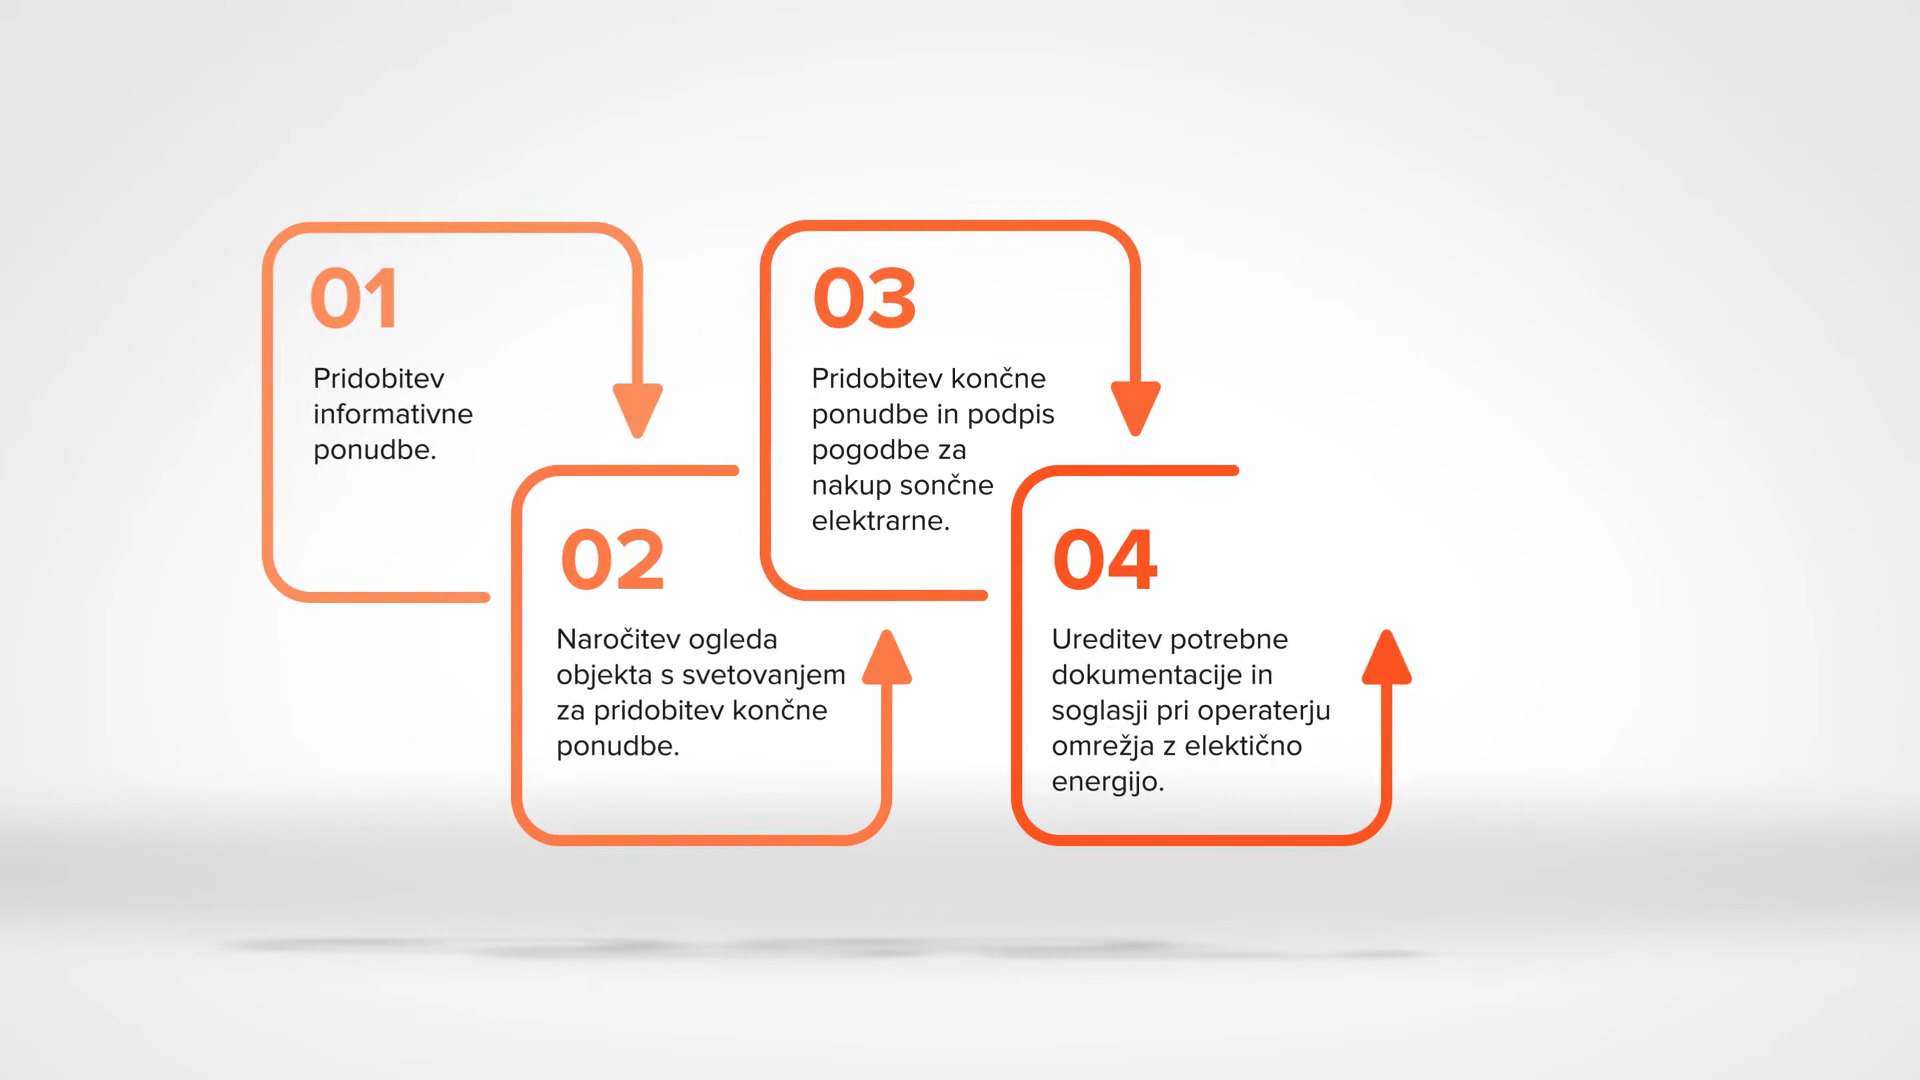 01
Pridobitev
informativne
ponudbe.
02
Naročitev ogleda
objekta s svetovanjem
za pridobitev končne
ponudbe.
03
Pridobitev končne
ponudbe in podpis
pogodbe za
nakup sončne
elektrarne.
04
Ureditev potrebne
dokumentacije in
soglasji pri operaterju
omrežja z elektično
energijo.